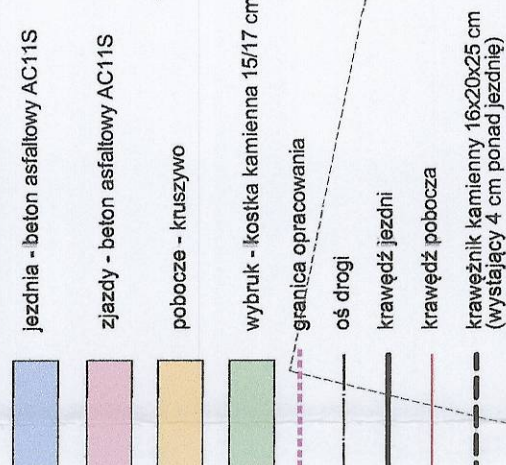 jezdnia - beton asfaltowy AC11S
zjazdy - beton asfaltowy AC11S
pobocze - kruszywo
wybruk - kostka kamienna 15/17 cm
granica opracowania
oś drogi
krawędź jezdni
krawędź pobocza
krawężnik kamienny 16x20x25 cm
(wystający 4 cm ponad jezdnię)